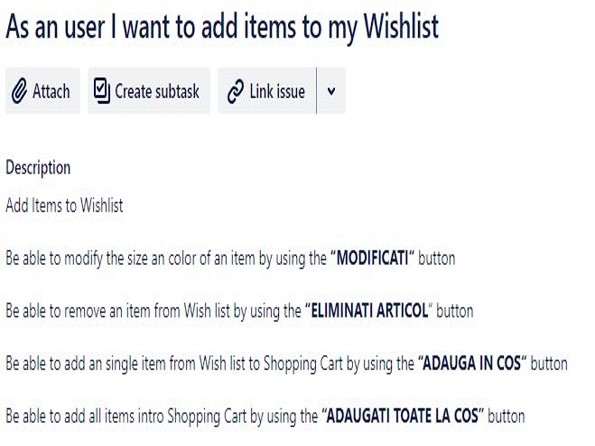 As an user I want to add items to my Wishlist
Attach Create subtask Link issue
Description
Add Items to Wishlist
Be able to modify the size an color of an item by using the “MODIFICATI“ button
Be able to remove an item from Wish list by using the “ELIMINATI ARTICOL“ button
Be able to add an single item from Wish list to Shopping Cart by using the “ADAUGA IN COS“ button
Be able to add all items intro Shopping Cart by using the “ADAUGATI TOATE LA COS” button